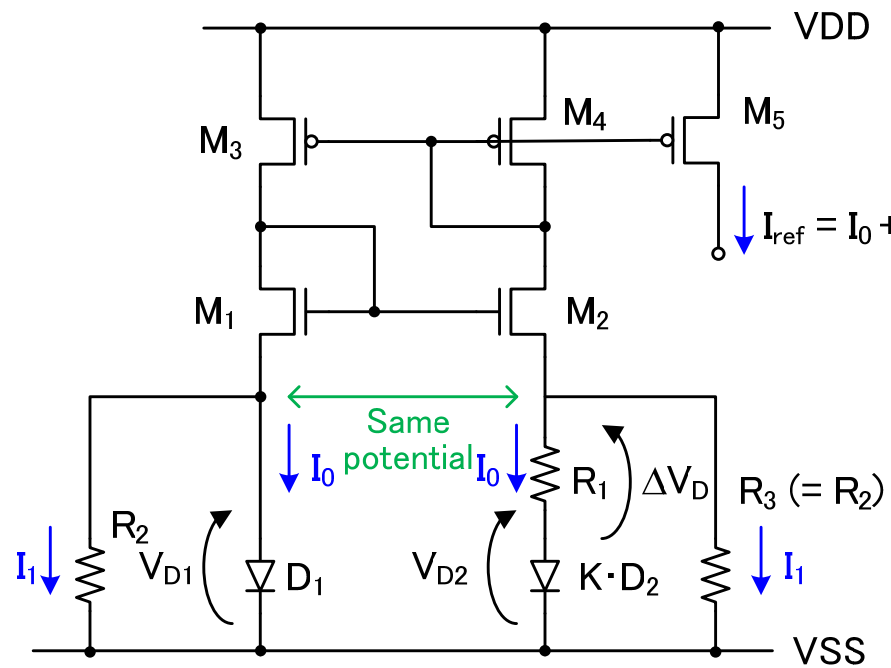 VDD
M3
M4
M5
Iref = I0 +
M1
M2
Same
potential
I0
I0
R1
ΔVD
R3 (= R2)
R2
I1
VD1
D1
VD2
K·D2
I1
VSS